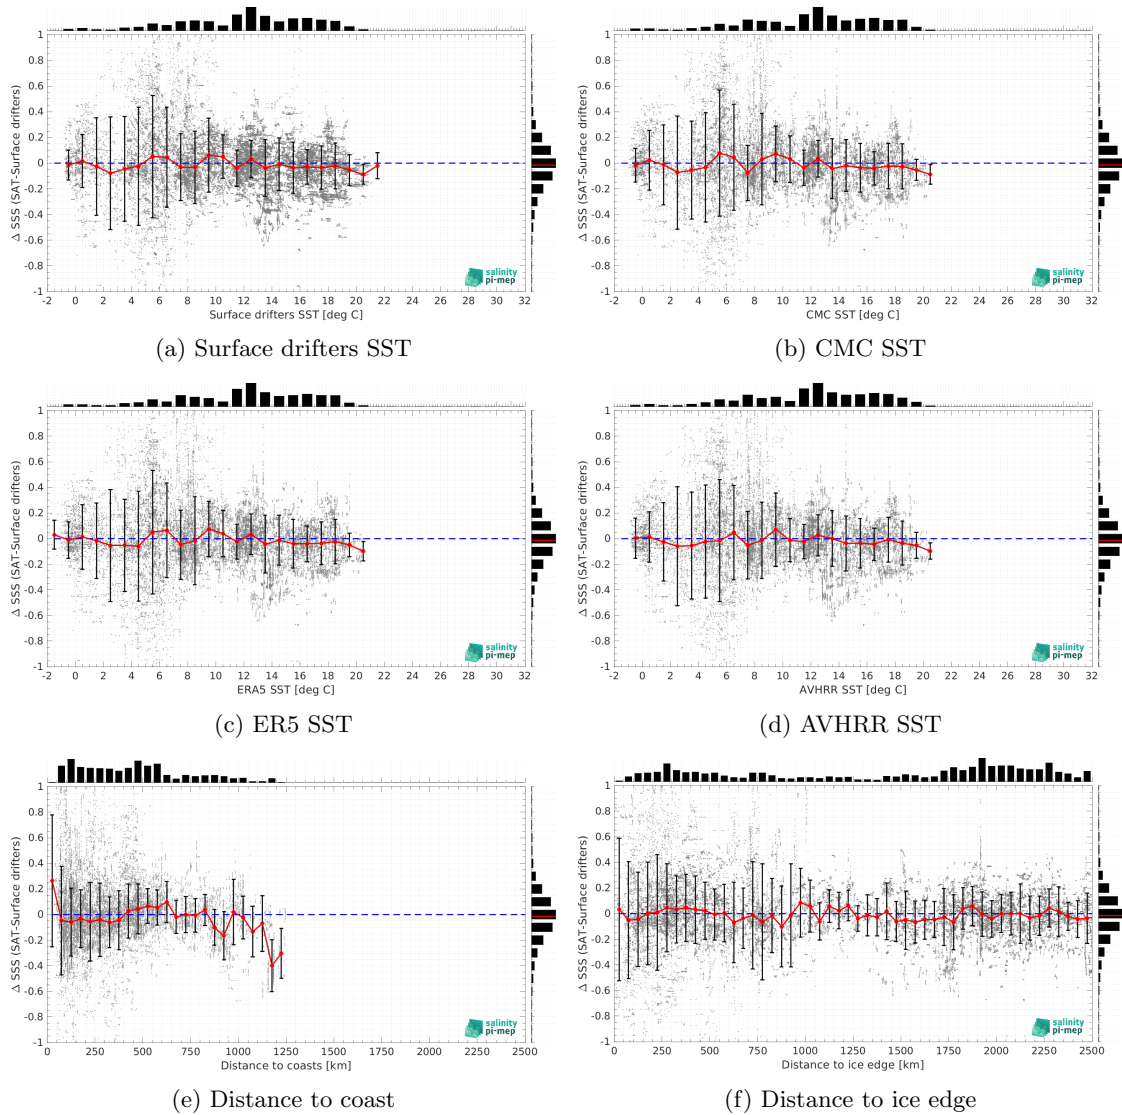 1
0.8
0.6
0.4
0.2
0
-0.2
-0.4
-0.6
-0.8
-1
Δ SSS (SAT-Surface drifters)
salinity
pi-mep
-2 0 2 4 6 8 10 12 14 16 18 20 22 24 26 28 30 32
Surface drifters SST [deg C]
(a) Surface drifters SST
1
0.8
0.6
0.4
0.2
0
-0.2
-0.4
-0.6
-0.8
-1
Δ SSS (SAT-Surface drifters)
salinity
pi-mep
-2 0 2 4 6 8 10 12 14 16 18 20 22 24 26 28 30 32
CMC SST [deg C]
(b) CMC SST
1
0.8
0.6
0.4
0.2
0
-0.2
-0.4
-0.6
-0.8
-1
Δ SSS (SAT-Surface drifters)
salinity
pi-mep
-2 0 2 4 6 8 10 12 14 16 18 20 22 24 26 28 30 32
ERA5 SST [deg C]
(c) ER5 SST
1
0.8
0.6
0.4
0.2
0
-0.2
-0.4
-0.6
-0.8
-1
Δ SSS (SAT-Surface drifters)
salinity
pi-mep
-2 0 2 4 6 8 10 12 14 16 18 20 22 24 26 28 30 32
AVHRR SST [deg C]
(d) AVHRR SST
1
0.8
0.6
0.4
0.2
0
-0.2
-0.4
-0.6
-0.8
-1
Δ SSS (SAT-Surface drifters)
salinity
pi-mep
0 250 500 750 1000 1250 1500 1750 2000 2250 2500
Distance to coasts [km]
(e) Distance to coast
1
0.8
0.6
0.4
0.2
0
-0.2
-0.4
-0.6
-0.8
-1
Δ SSS (SAT-Surface drifters)
salinity
pi-mep
0 250 500 750 1000 1250 1500 1750 2000 2250 2500
Distance to ice edge [km]
(f) Distance to ice edge